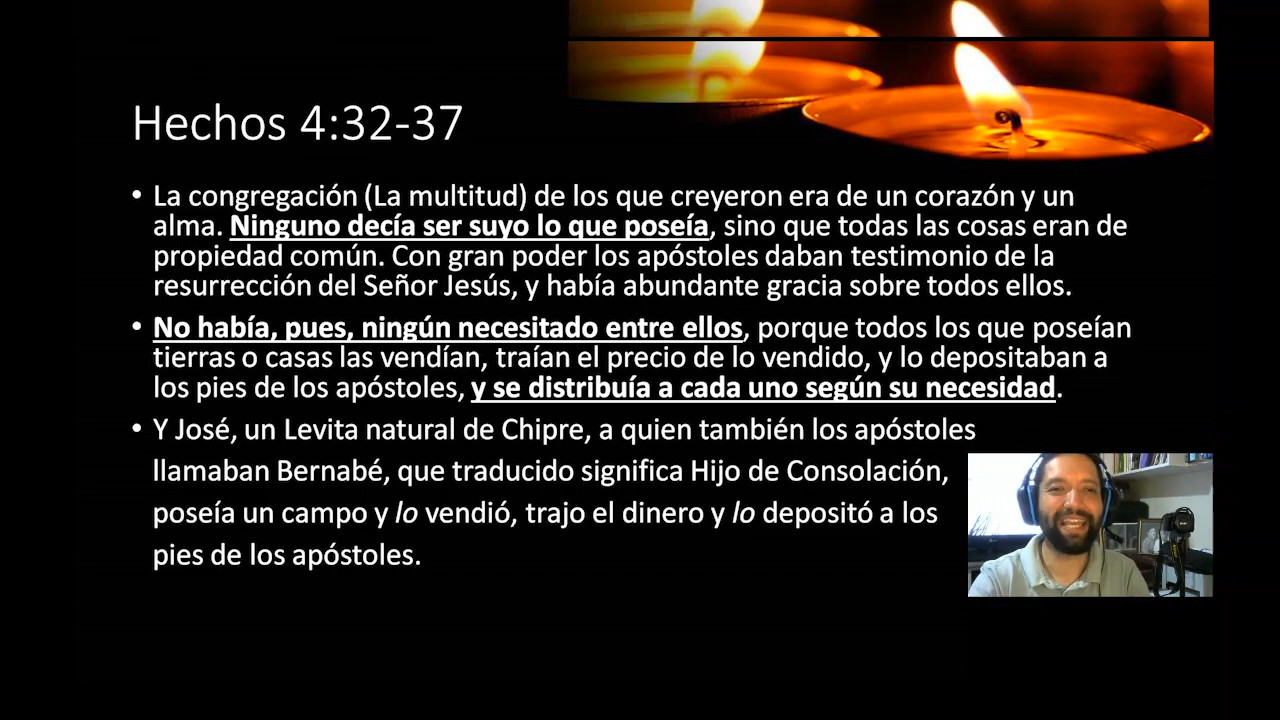 Hechos 4:32-37
• La congregación (La multitud) de los que creyeron era de un corazón y un
alma. Ninguno decía ser suyo lo que poseía, sino que todas las cosas eran de
propiedad común. Con gran poder los apóstoles daban testimonio de la
resurrección del Señor Jesús, y había abundante gracia sobre todos ellos.
• No había, pues, ningún necesitado entre ellos, porque todos los que poseían
tierras o casas las vendían, traían el precio de lo vendido, y lo depositaban a
los pies de los apóstoles, y se distribuía a cada uno según su necesidad.
• Y José, un Levita natural de Chipre, a quien también los apóstoles
llamaban Bernabé, que traducido significa Hijo de Consolación,
poseía un campo y lo vendió, trajo el dinero y lo depositó a los
pies de los apóstoles.